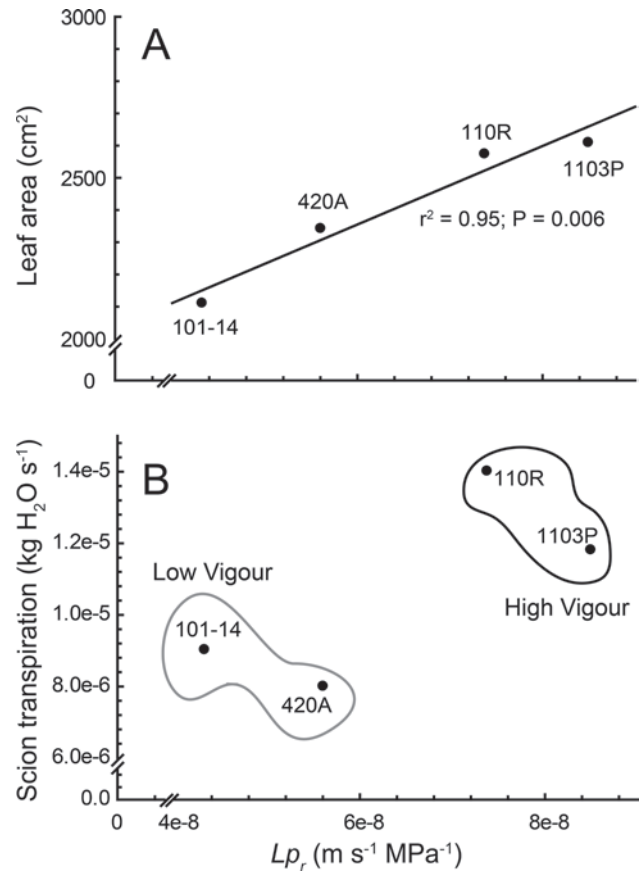 3000
A
Leaf area (cm²)
110R
1103P
2500
420A
r² = 0.95; P = 0.006
101-14
2000
0
1.4e-5
B
110R
Scion transpiration (kg H₂O s⁻¹)
1.2e-5
1103P
Low Vigour
High Vigour
1.0e-5
101-14
8.0e-6
420A
6.0e-6
0.0
0 4e-8 6e-8 8e-8
Lpᵣ (m s⁻¹ MPa⁻¹)